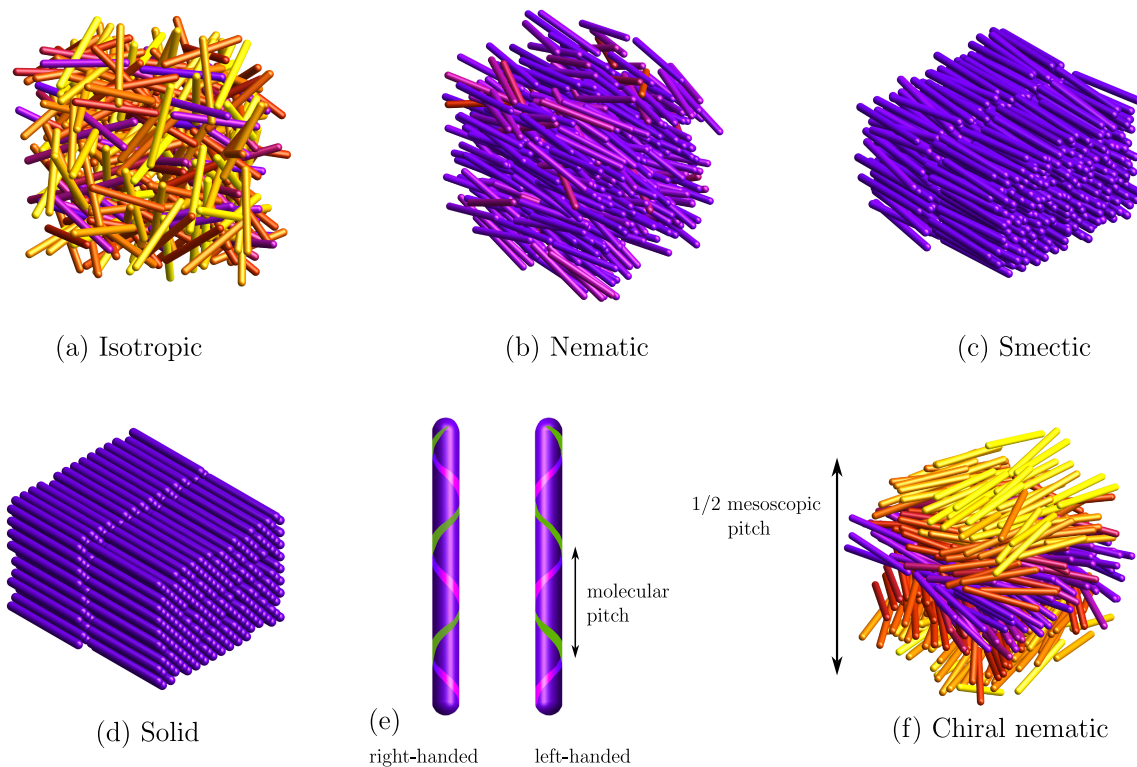 (a) Isotropic
(b) Nematic
(c) Smectic
1/2 mesoscopic
pitch
molecular
pitch
(d) Solid
(e)
right-handed
left-handed
(f) Chiral nematic